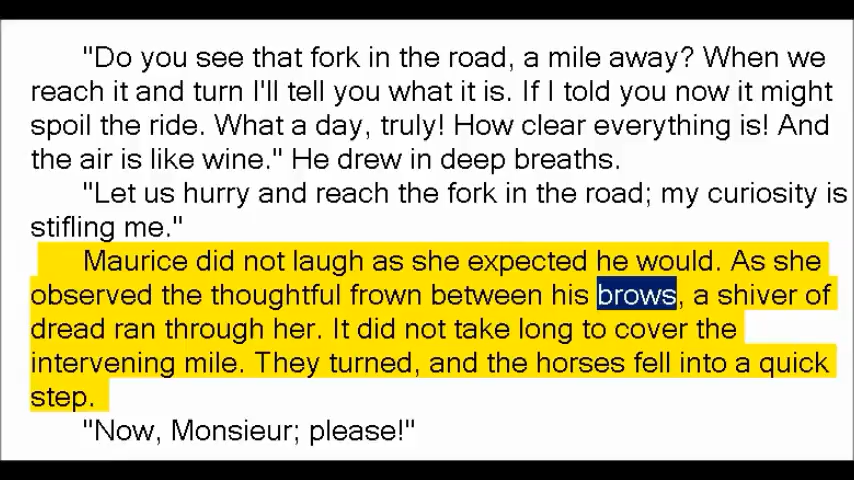 "Do you see that fork in the road, a mile away? When we
reach it and turn I'll tell you what it is. If I told you now it might
spoil the ride. What a day, truly! How clear everything is! And
the air is like wine." He drew in deep breaths.
"Let us hurry and reach the fork in the road; my curiosity is
stifling me."
Maurice did not laugh as she expected he would. As she
observed the thoughtful frown between his brows, a shiver of
dread ran through her. It did not take long to cover the
intervening mile. They turned, and the horses fell into a quick
step.
"Now, Monsieur; please!"